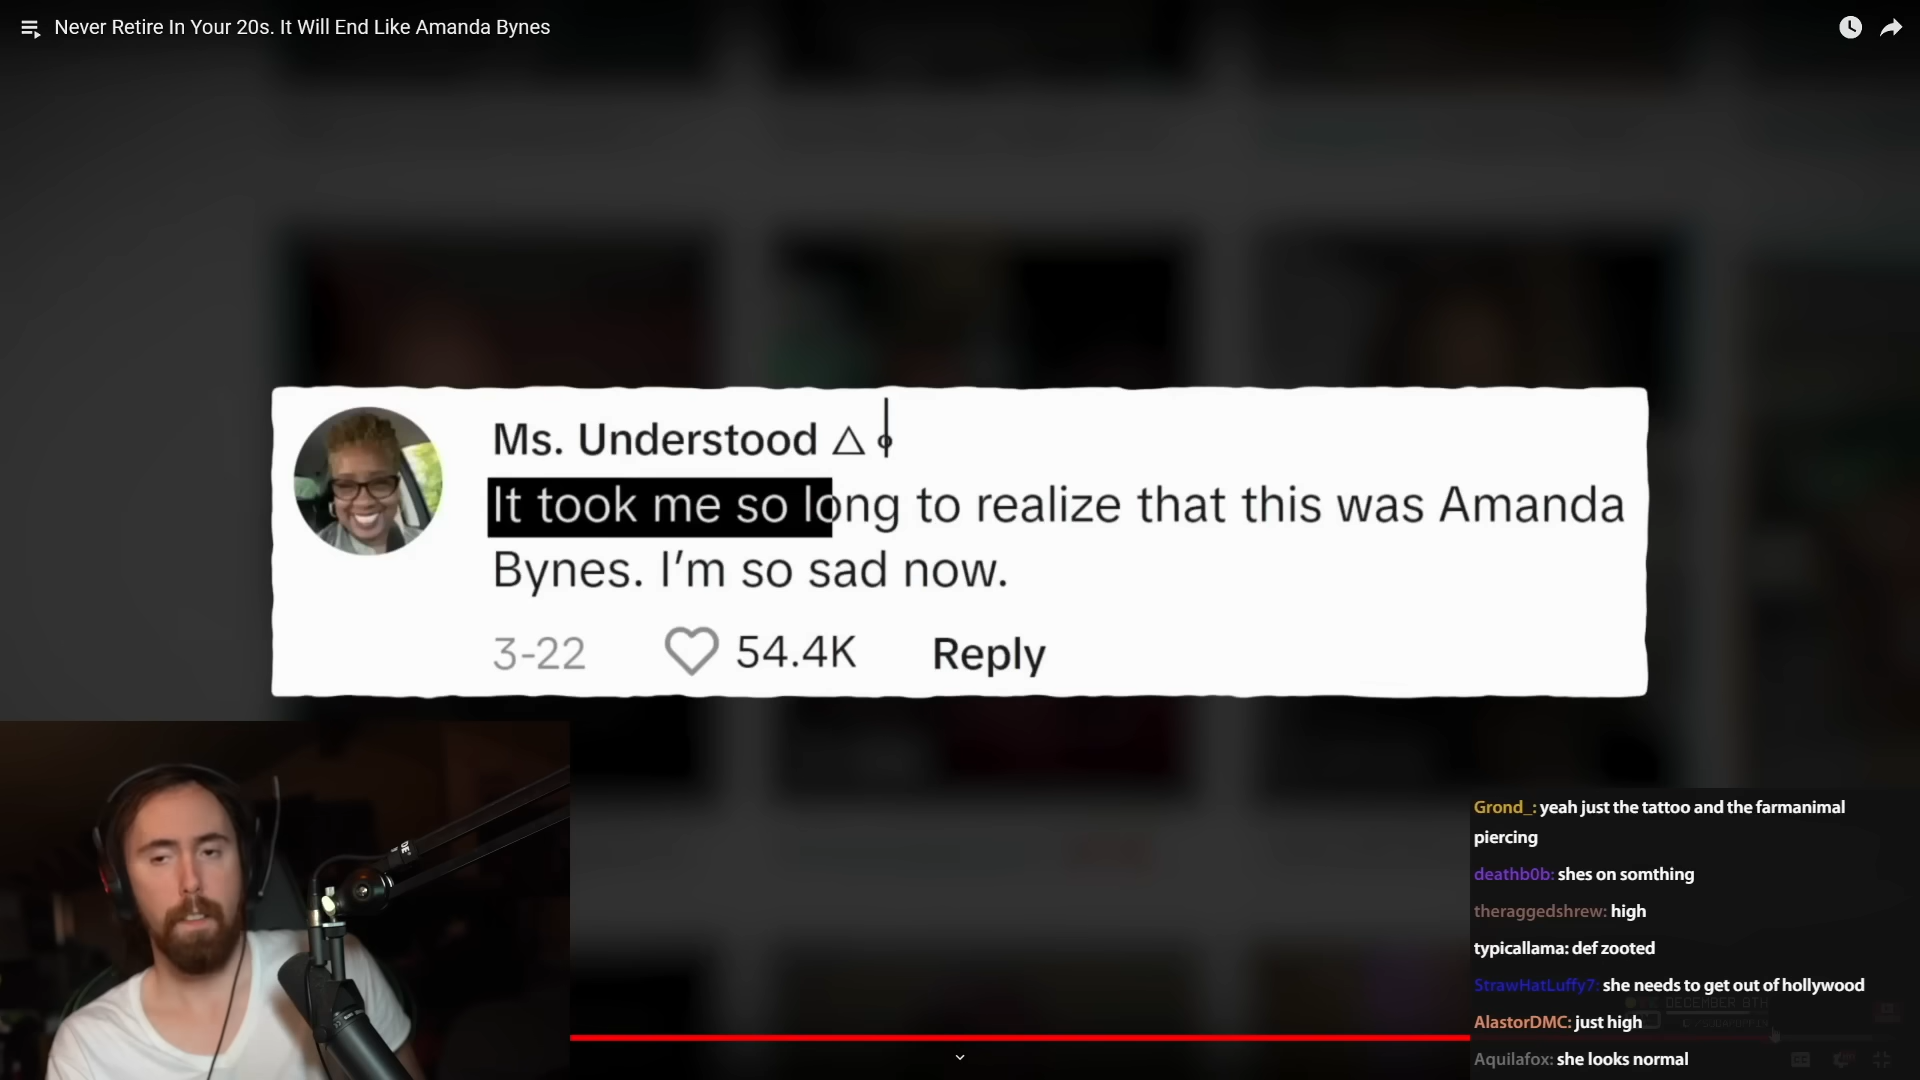 Never Retire In Your 20s. It Will End Like Amanda Bynes
Ms. Understood
It took me so long to realize that this was Amanda
Bynes. I'm so sad now.
3-22 54.4K Reply
Grond_: yeah just the tattoo and the farmanimal
piercing
deathb0b: shes on somthing
theraggedshrew: high
typicallama: def zooted
StrawHatLuffy7: she needs to get out of hollywood
DECEMBER 8TH
AlastorDMC: just high
Aquilafox: she looks normal